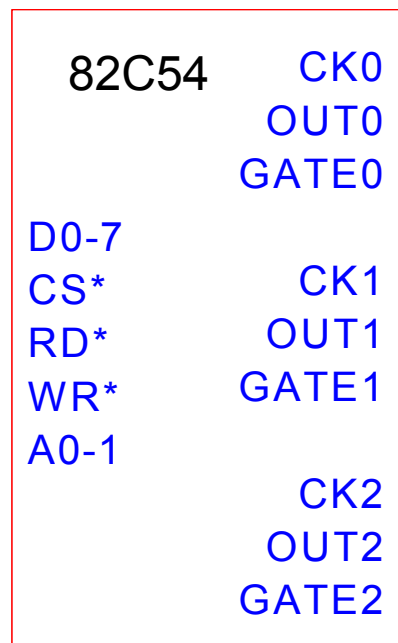 82C54
CK0
OUT0
GATE0
D0-7
CS*
RD*
WR*
A0-1
CK1
OUT1
GATE1
CK2
OUT2
GATE2